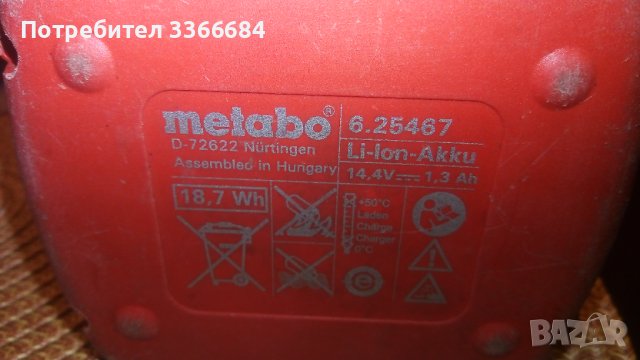 Потребител 3366684
metabo®
D-72622 Nürtingen
Assembled in Hungary
6.25467
Li-Ion-Akku
14,4V 1,3 Ah
18,7 Wh
+50°C
Laden
Charge
Charger
0°C
BAZAR